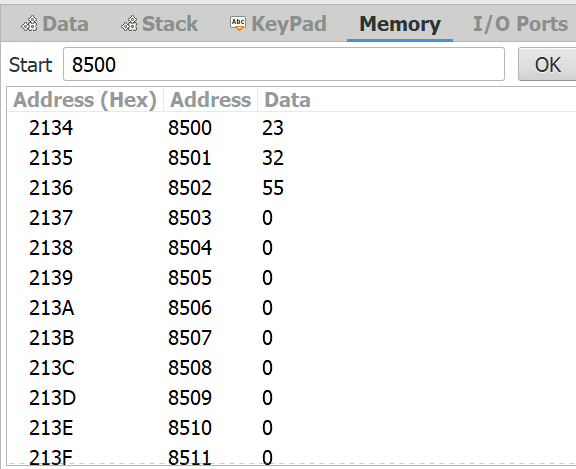 Data Stack Abc KeyPad Memory I/O Ports
Start 8500 OK
Address (Hex) Address Data
2134 8500 23
2135 8501 32
2136 8502 55
2137 8503 0
2138 8504 0
2139 8505 0
213A 8506 0
213B 8507 0
213C 8508 0
213D 8509 0
213E 8510 0
213F 8511 0